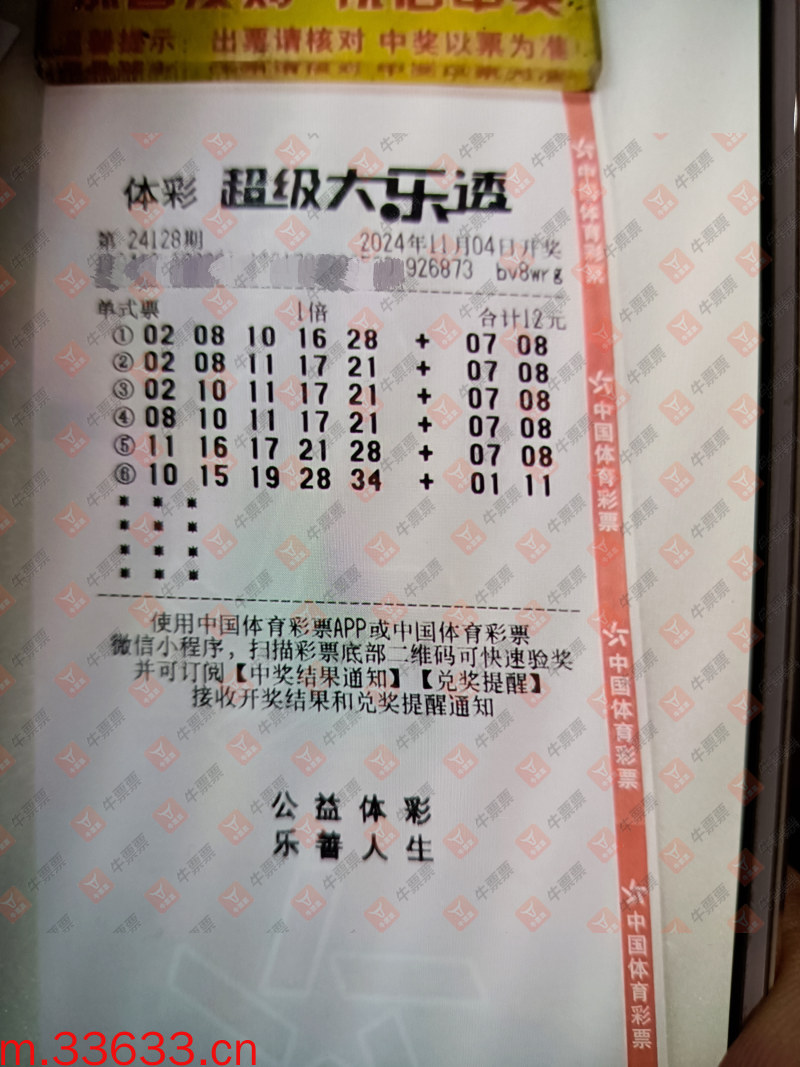 温馨提示：出票请核对 中奖以票为准
体彩 超级大乐透
第 24128期 2024年11月04日开奖
926873 bv8wrg
单式票 1倍 合计12元
① 02 08 10 16 28 + 07 08
② 02 08 11 17 21 + 07 08
③ 02 10 11 17 21 + 07 08
④ 08 10 11 17 21 + 07 08
⑤ 11 16 17 21 28 + 07 08
⑥ 10 15 19 28 34 + 01 11
* * *
* * *
* * *
* * *
使用中国体育彩票APP或中国体育彩票
微信小程序，扫描彩票底部二维码可快速验奖
并可订阅【中奖结果通知】【兑奖提醒】
接收开奖结果和兑奖提醒通知
公益体彩
乐善人生
中国体育彩票
中国体育彩票
中国体育彩票
中国体育彩票
牛票票
m.33633.cn